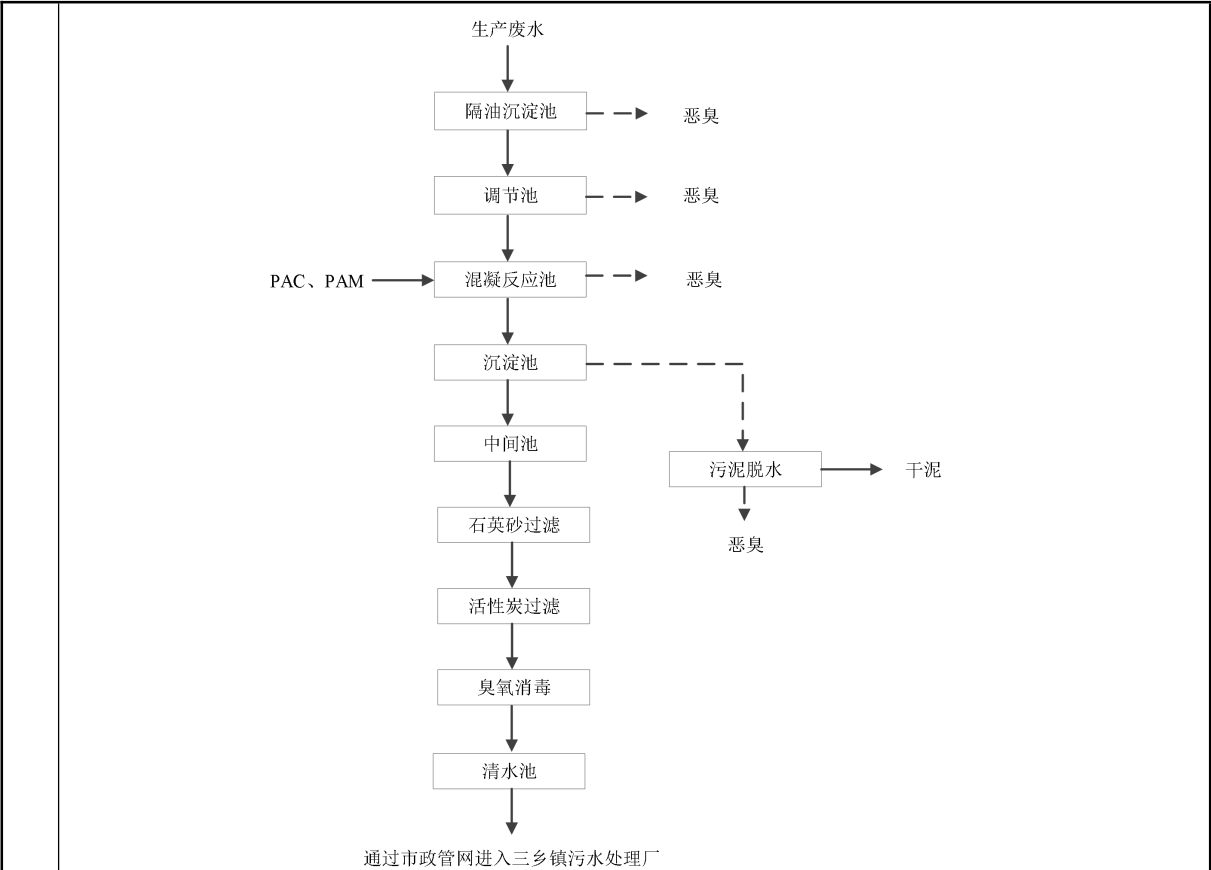 生产废水
隔油沉淀池
恶臭
调节池
恶臭
PAC、PAM
混凝反应池
恶臭
沉淀池
中间池
污泥脱水
干泥
石英砂过滤
恶臭
活性炭过滤
臭氧消毒
清水池
通过市政管网进入三乡镇污水处理厂